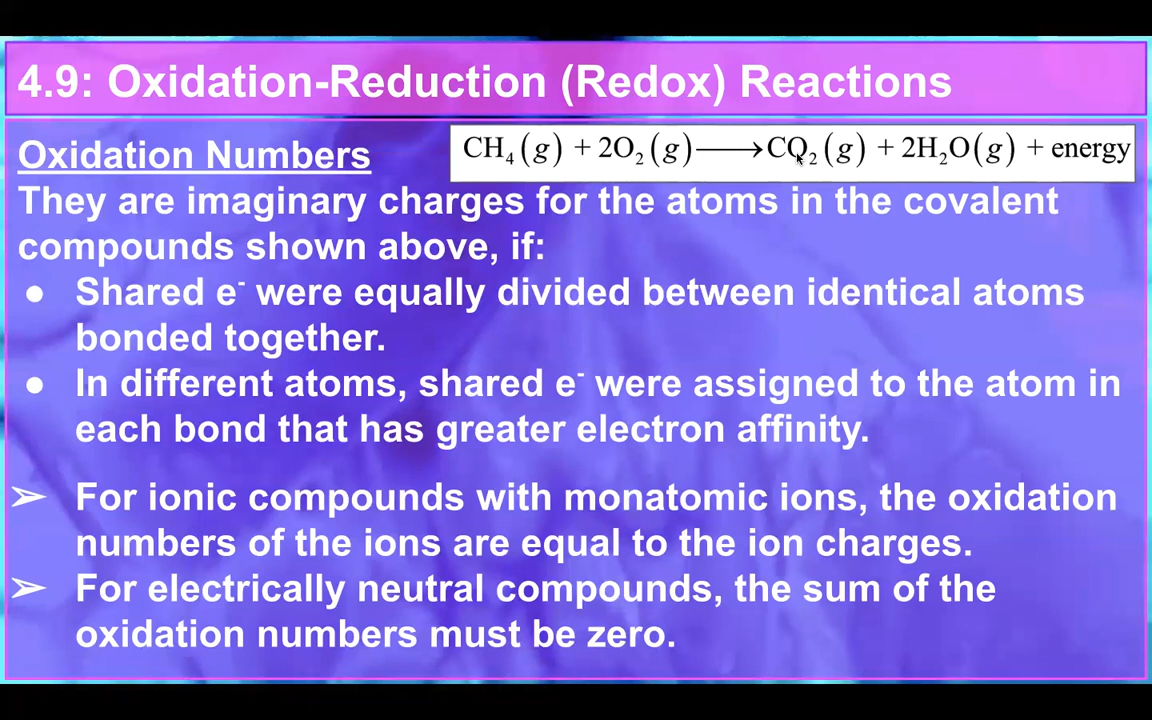 4.9: Oxidation-Reduction (Redox) Reactions
Oxidation Numbers
CH₄(g) + 2O₂(g)⟶CO₂(g) + 2H₂O(g) + energy
They are imaginary charges for the atoms in the covalent
compounds shown above, if:
● Shared e⁻ were equally divided between identical atoms
bonded together.
● In different atoms, shared e⁻ were assigned to the atom in
each bond that has greater electron affinity.
➢ For ionic compounds with monatomic ions, the oxidation
numbers of the ions are equal to the ion charges.
➢ For electrically neutral compounds, the sum of the
oxidation numbers must be zero.